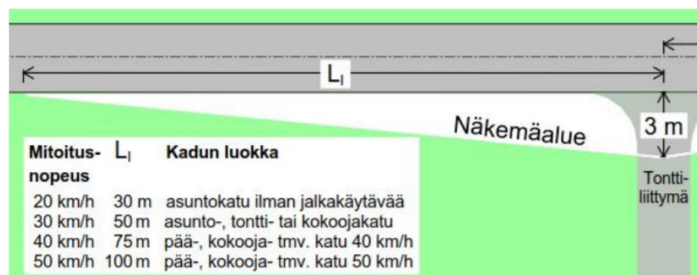 L₁
Näkemäalue
3 m
Tontti-
liittymä
Mitoitus- L₁ Kadun luokka
nopeus
20 km/h 30 m asuntokatu ilman jalkakäytävää
30 km/h 50 m asunto-, tontti- tai kokoojakatu
40 km/h 75 m pää-, kokooja- tmv. katu 40 km/h
50 km/h 100 m pää-, kokooja- tmv. katu 50 km/h